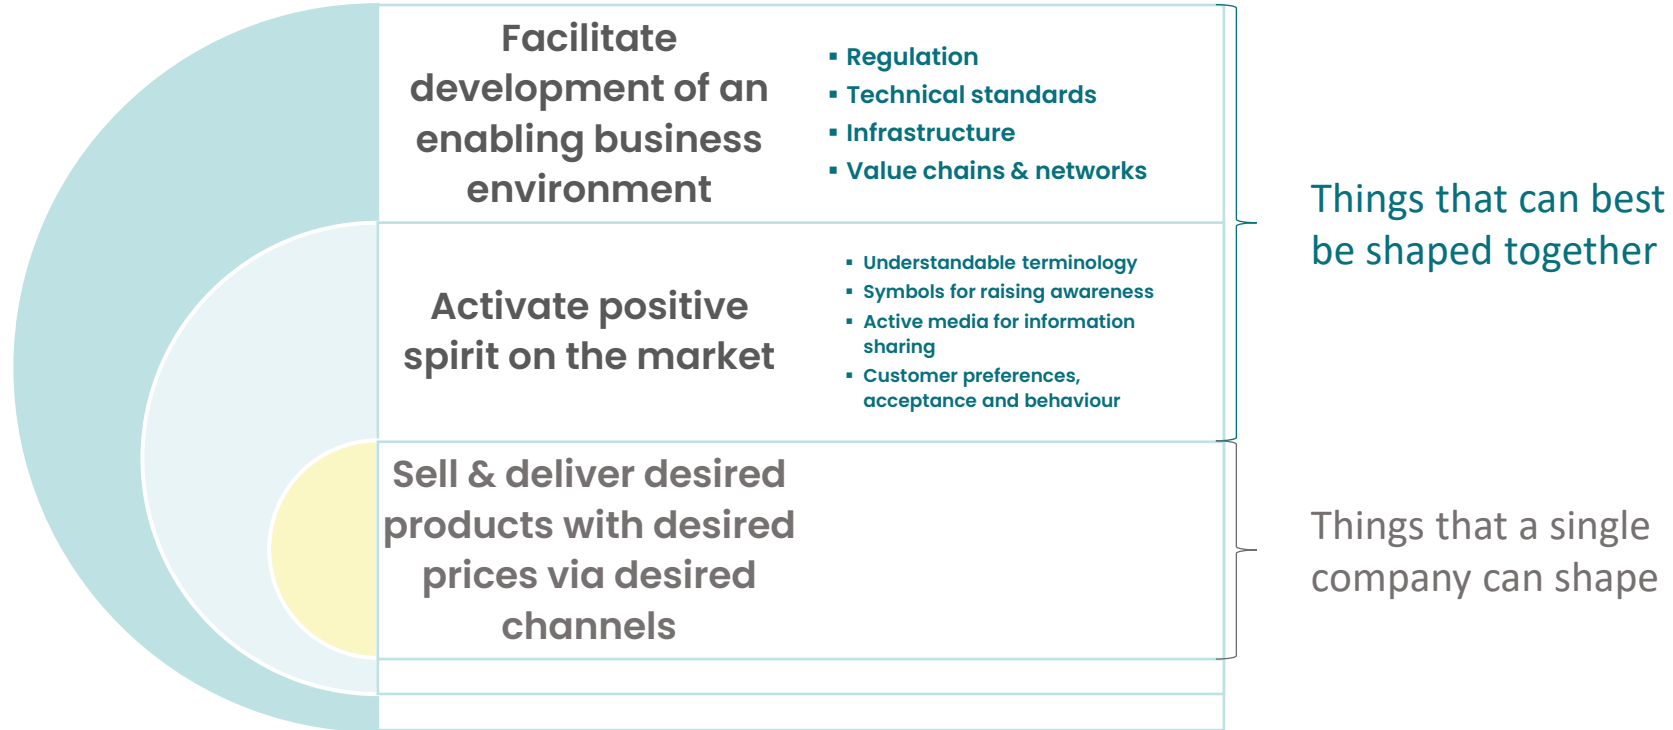 Facilitate
development of an
enabling business
environment
▪ Regulation
▪ Technical standards
▪ Infrastructure
▪ Value chains & networks
Things that can best
be shaped together
Activate positive
spirit on the market
▪ Understandable terminology
▪ Symbols for raising awareness
▪ Active media for information
sharing
▪ Customer preferences,
acceptance and behaviour
Sell & deliver desired
products with desired
prices via desired
channels
Things that a single
company can shape